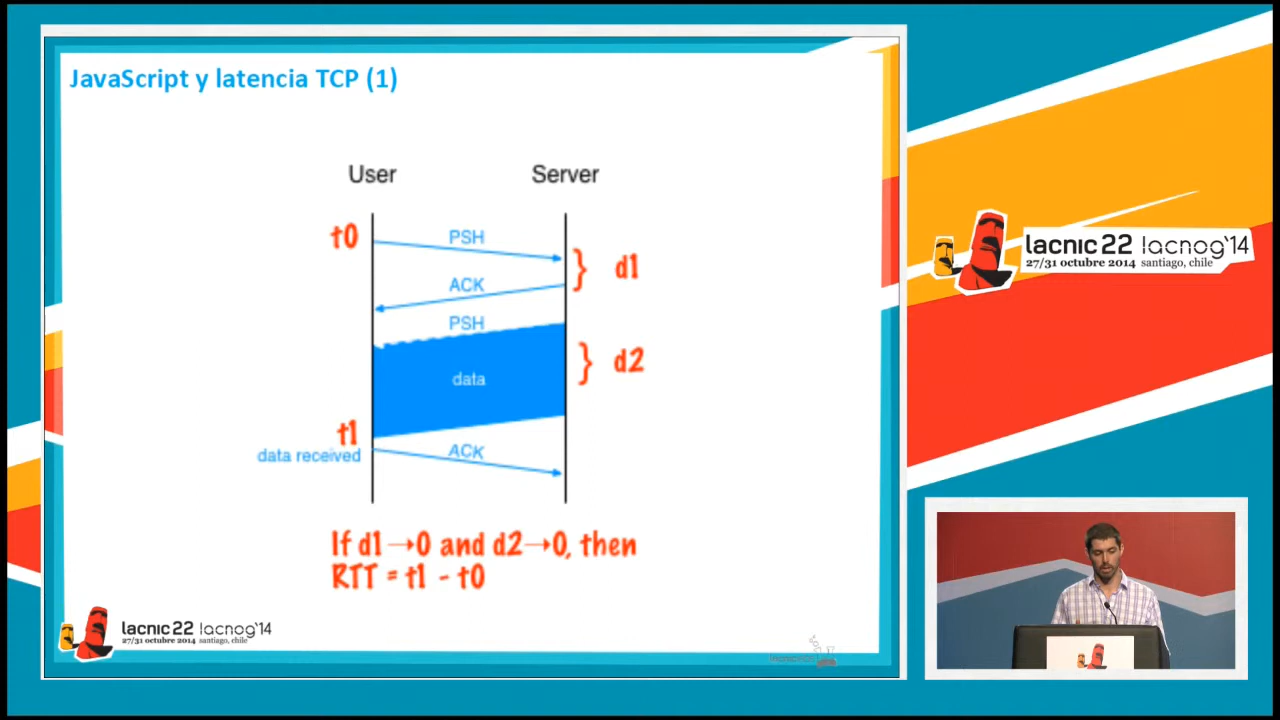 JavaScript y latencia TCP (1)
User Server
t0
PSH
d1
ACK
PSH
d2
data
t1
data received
ACK
If d1→0 and d2→0, then
RTT = t1 - t0
lacnic 22 lacnog'14
27/31 octubre 2014 santiago, chile
lacnic 22 lacnog'14
27/31 octubre 2014 santiago, chile